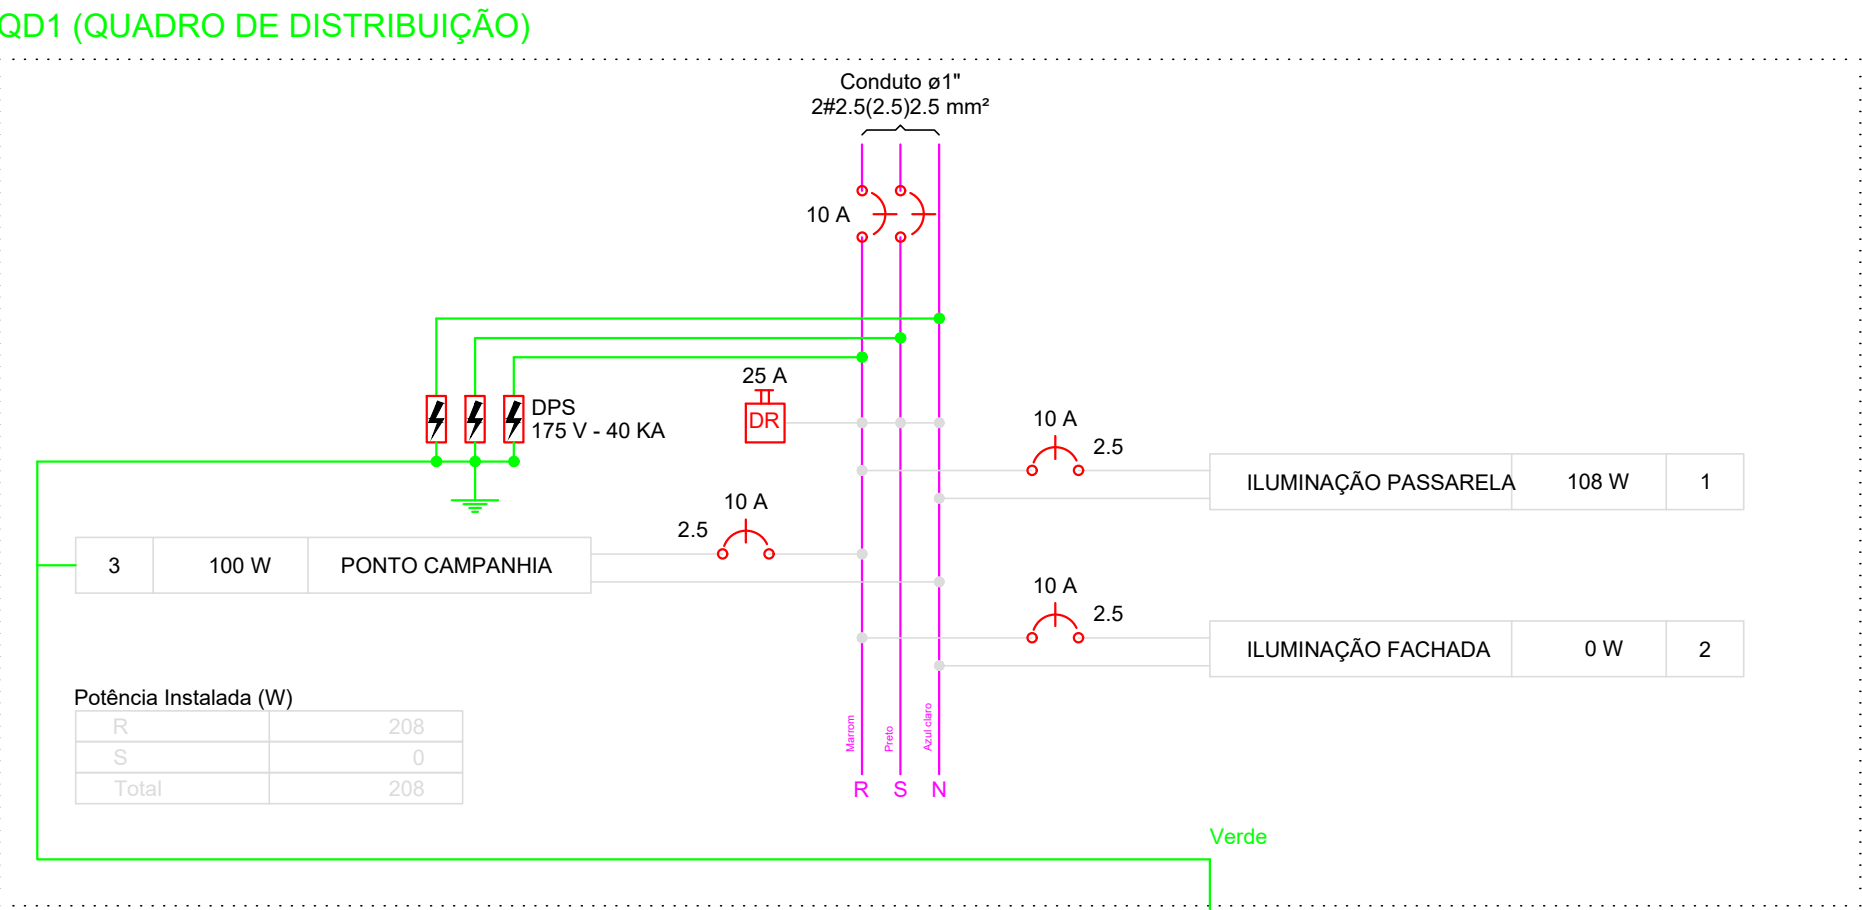 QD1 (QUADRO DE DISTRIBUIÇÃO)
Conduto ø1"
2#2.5(2.5)2.5 mm²
10 A
25 A
DR
DPS
175 V - 40 KA
10 A
2.5
ILUMINAÇÃO PASSARELA 108 W 1
10 A
2.5
3 100 W PONTO CAMPANHIA
10 A
2.5
ILUMINAÇÃO FACHADA 0 W 2
Potência Instalada (W)
R 208
S 0
Total 208
Marrom
Preto
Azul claro
R S N
Verde